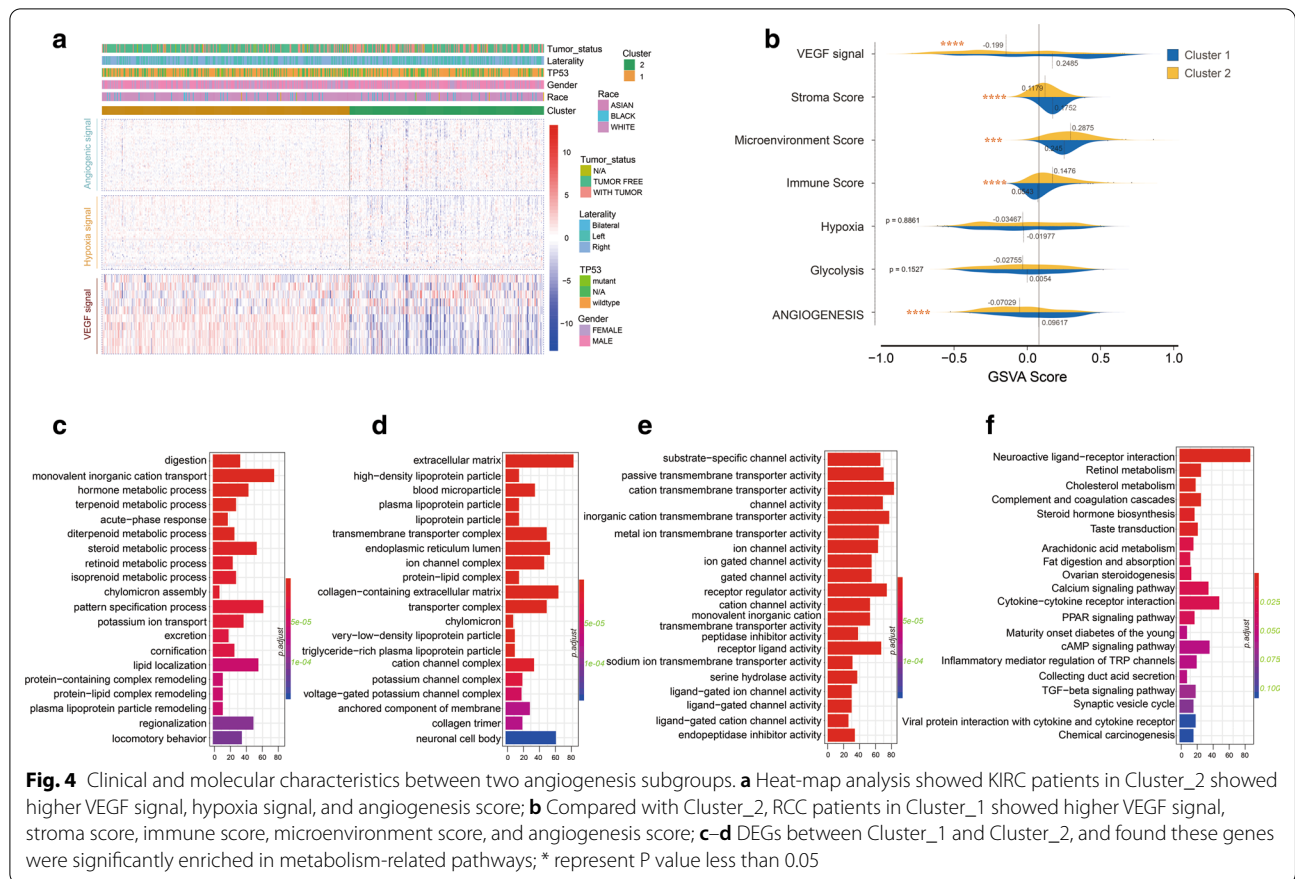 a
Tumor_status
Laterality
TP53
Gender
Race
Cluster
Angiogenic signal
Hypoxia signal
VEGF signal
10
5
0
−5
−10
Cluster
2
1
Race
ASIAN
BLACK
WHITE
Tumor_status
N/A
TUMOR FREE
WITH TUMOR
Laterality
Bilateral
Left
Right
TP53
mutant
N/A
wildtype
Gender
FEMALE
MALE
b
VEGF signal
Stroma Score
Microenvironment Score
Immune Score
Hypoxia
Glycolysis
ANGIOGENESIS
**** -0.199
0.2485
0.1179
****
0.1752
0.2875
***
0.245
0.1476
****
0.0543
p = 0.8861 -0.03467
-0.01977
-0.02755
p = 0.1527
0.0054
-0.07029
****
0.09617
Cluster 1
Cluster 2
−1.0 −0.5 0.0 0.5 1.0
GSVA Score
c
digestion
monovalent inorganic cation transport
hormone metabolic process
terpenoid metabolic process
acute−phase response
diterpenoid metabolic process
steroid metabolic process
retinoid metabolic process
isoprenoid metabolic process
chylomicron assembly
pattern specification process
potassium ion transport
excretion
cornification
lipid localization
protein−containing complex remodeling
protein−lipid complex remodeling
plasma lipoprotein particle remodeling
regionalization
locomotory behavior
0 20 40 60 80
p.adjust
5e−05
1e−04
d
extracellular matrix
high−density lipoprotein particle
blood microparticle
plasma lipoprotein particle
lipoprotein particle
transmembrane transporter complex
endoplasmic reticulum lumen
ion channel complex
protein−lipid complex
collagen−containing extracellular matrix
transporter complex
chylomicron
very−low−density lipoprotein particle
triglyceride−rich plasma lipoprotein particle
cation channel complex
potassium channel complex
voltage−gated potassium channel complex
anchored component of membrane
collagen trimer
neuronal cell body
0 20 40 60 80
p.adjust
5e−05
1e−04
e
substrate−specific channel activity
passive transmembrane transporter activity
cation transmembrane transporter activity
channel activity
inorganic cation transmembrane transporter activity
metal ion transmembrane transporter activity
ion channel activity
ion gated channel activity
gated channel activity
receptor regulator activity
cation channel activity
monovalent inorganic cation
transmembrane transporter activity
peptidase inhibitor activity
receptor ligand activity
sodium ion transmembrane transporter activity
serine hydrolase activity
ligand−gated ion channel activity
ligand−gated channel activity
ligand−gated cation channel activity
endopeptidase inhibitor activity
0 20 40 60 80
p.adjust
5e−05
1e−04
f
Neuroactive ligand−receptor interaction
Retinol metabolism
Cholesterol metabolism
Complement and coagulation cascades
Steroid hormone biosynthesis
Taste transduction
Arachidonic acid metabolism
Fat digestion and absorption
Ovarian steroidogenesis
Calcium signaling pathway
Cytokine−cytokine receptor interaction
PPAR signaling pathway
Maturity onset diabetes of the young
cAMP signaling pathway
Inflammatory mediator regulation of TRP channels
Collecting duct acid secretion
TGF−beta signaling pathway
Synaptic vesicle cycle
Viral protein interaction with cytokine and cytokine receptor
Chemical carcinogenesis
0 20 40 60 80
p.adjust
0.025
Fig. 4 Clinical and molecular characteristics between two angiogenesis subgroups. a Heat-map analysis showed KIRC patients in Cluster_2 showed
higher VEGF signal, hypoxia signal, and angiogenesis score; b Compared with Cluster_2, RCC patients in Cluster_1 showed higher VEGF signal,
stroma score, immune score, microenvironment score, and angiogenesis score; c–d DEGs between Cluster_1 and Cluster_2, and found these genes
were significantly enriched in metabolism-related pathways; * represent P value less than 0.05